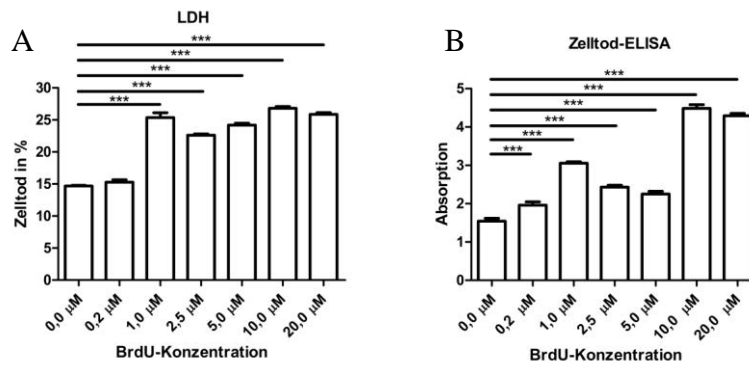 A
LDH
***
***
***
***
***
Zelltod in %
30
25
20
15
10
5
0
0,0 µM
0,2 µM
1,0 µM
2,5 µM
5,0 µM
10,0 µM
20,0 µM
BrdU-Konzentration
B
Zelltod-ELISA
***
***
***
***
***
***
Absorption
5
4
3
2
1
0
0,0 µM
0,2 µM
1,0 µM
2,5 µM
5,0 µM
10,0 µM
20,0 µM
BrdU-Konzentration